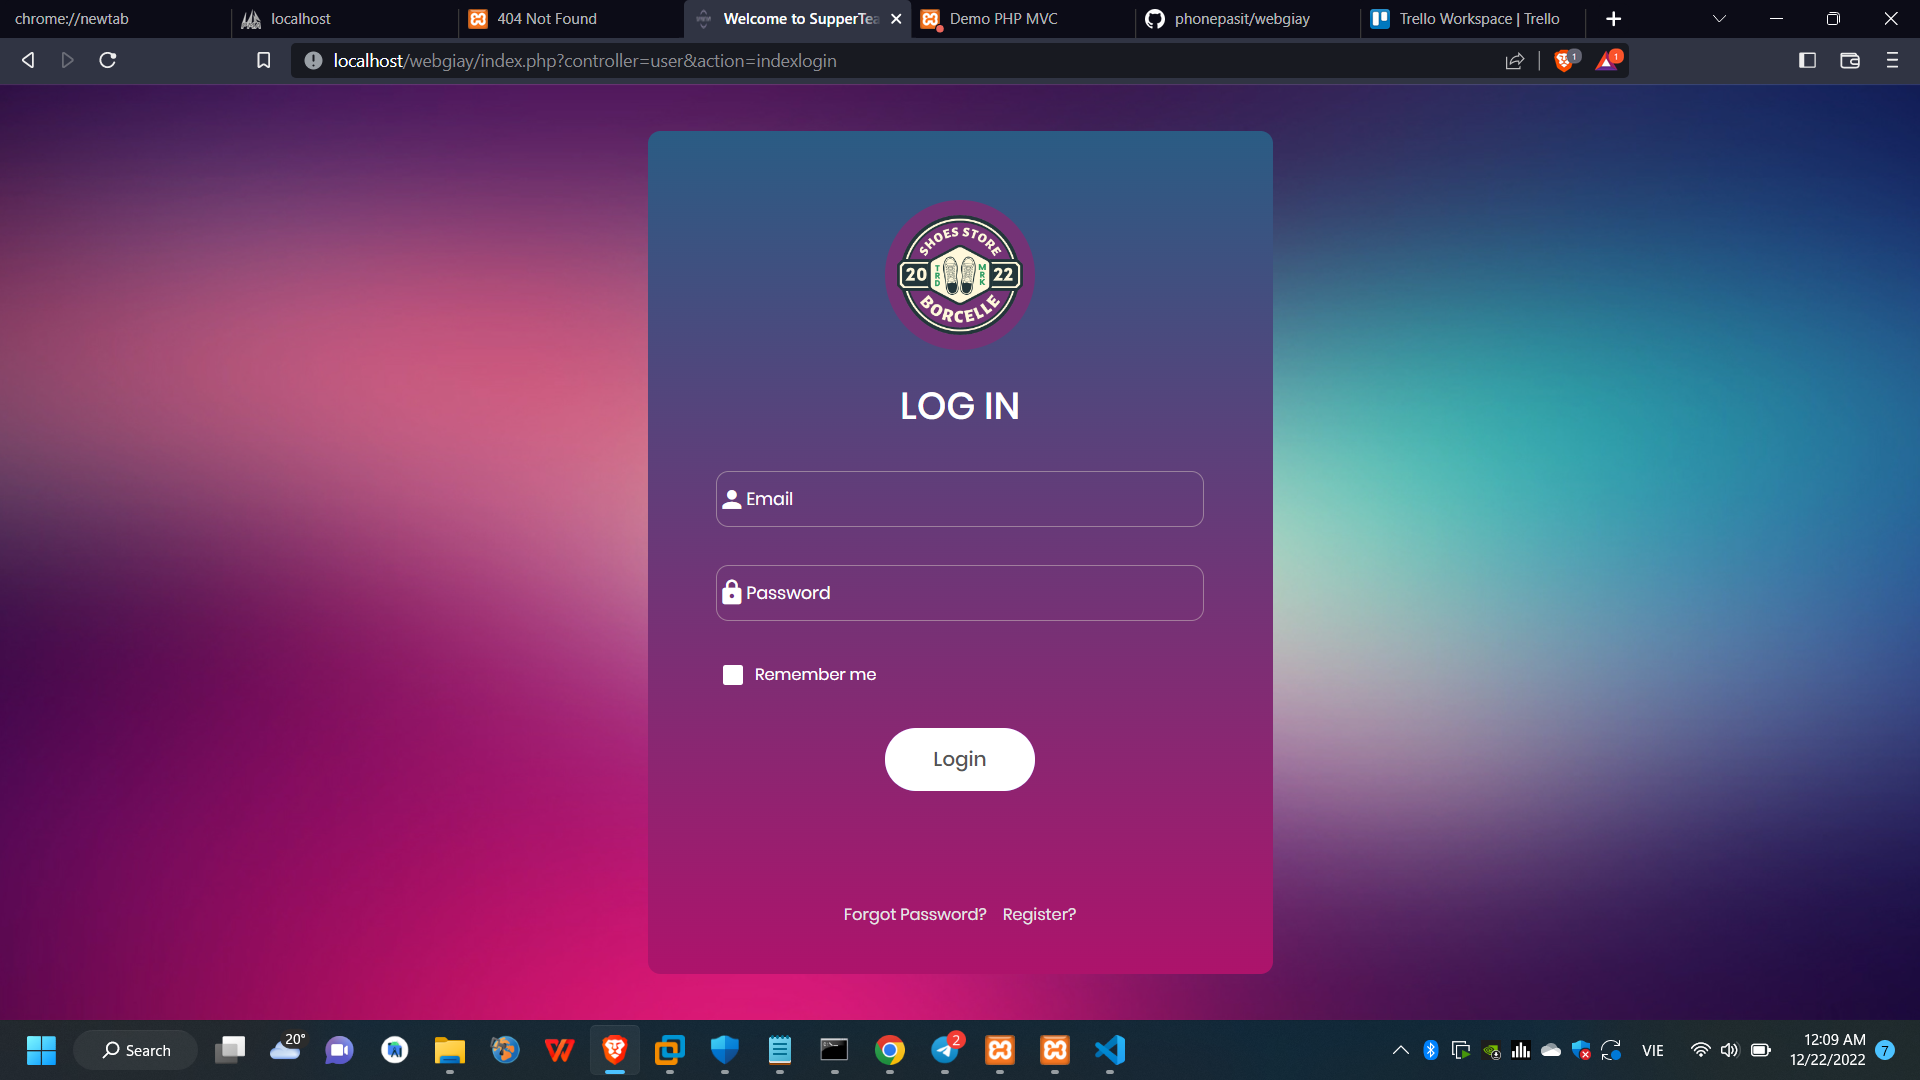 chrome://newtab
localhost
404 Not Found
Welcome to SupperTea
Demo PHP MVC
phonepasit/webgiay
Trello Workspace | Trello
localhost/webgiay/index.php?controller=user&action=indexlogin
1
1
SHOES STORE
20
TRD
MRK
22
BORCELLE
LOG IN
Email
Password
Remember me
Login
Forgot Password? Register?
Search
20°
2
VIE
12:09 AM
12/22/2022
7